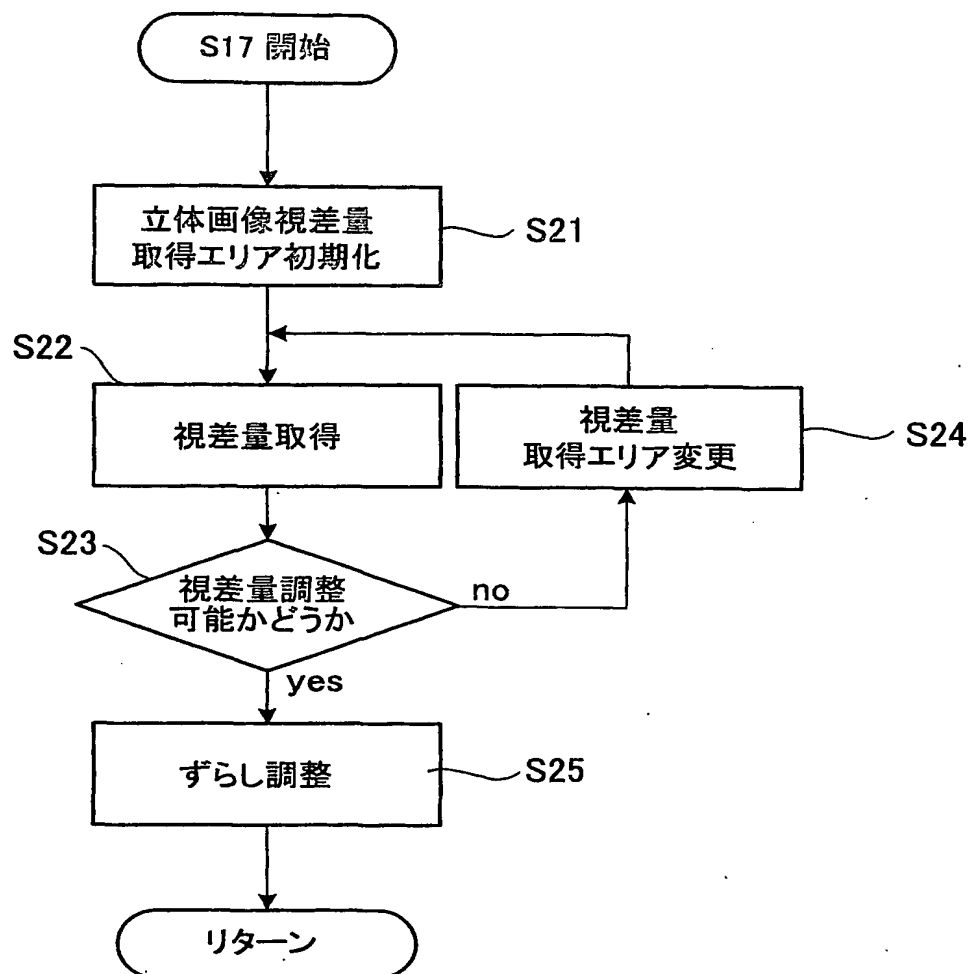 S17 開始
立体画像視差量
取得エリア初期化
S21
S22
視差量取得
視差量
取得エリア変更
S24
S23
視差量調整
可能かどうか
no
yes
ずらし調整
S25
リターン